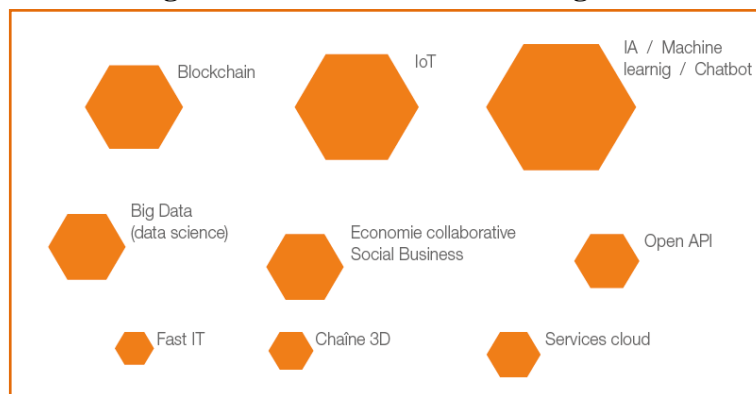 Blockchain
IoT
IA / Machine
learnig / Chatbot
Big Data
(data science)
Economie collaborative
Social Business
Open API
Fast IT
Chaîne 3D
Services cloud